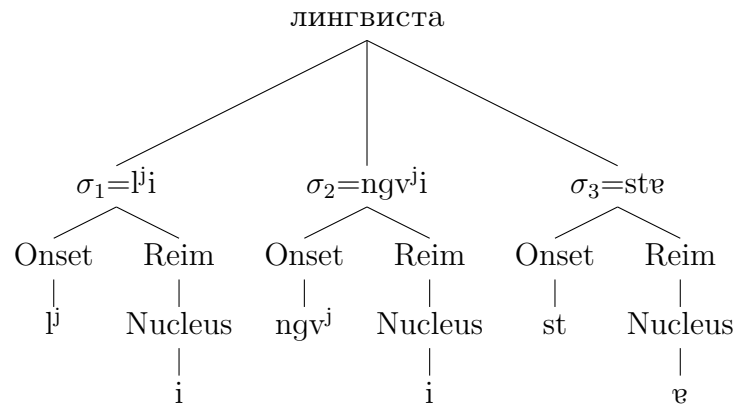 лингвиста
σ₁=lʲi σ₂=ngvʲi σ₃=stɐ
Onset Reim Onset Reim Onset Reim
lʲ Nucleus ngvʲ Nucleus st Nucleus
i i ɐ